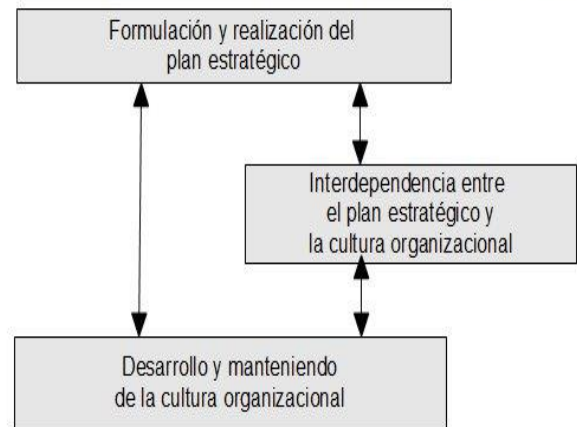 Formulación y realización del
plan estratégico
Interdependencia entre
el plan estratégico y
la cultura organizacional
Desarrollo y manteniendo
de la cultura organizacional